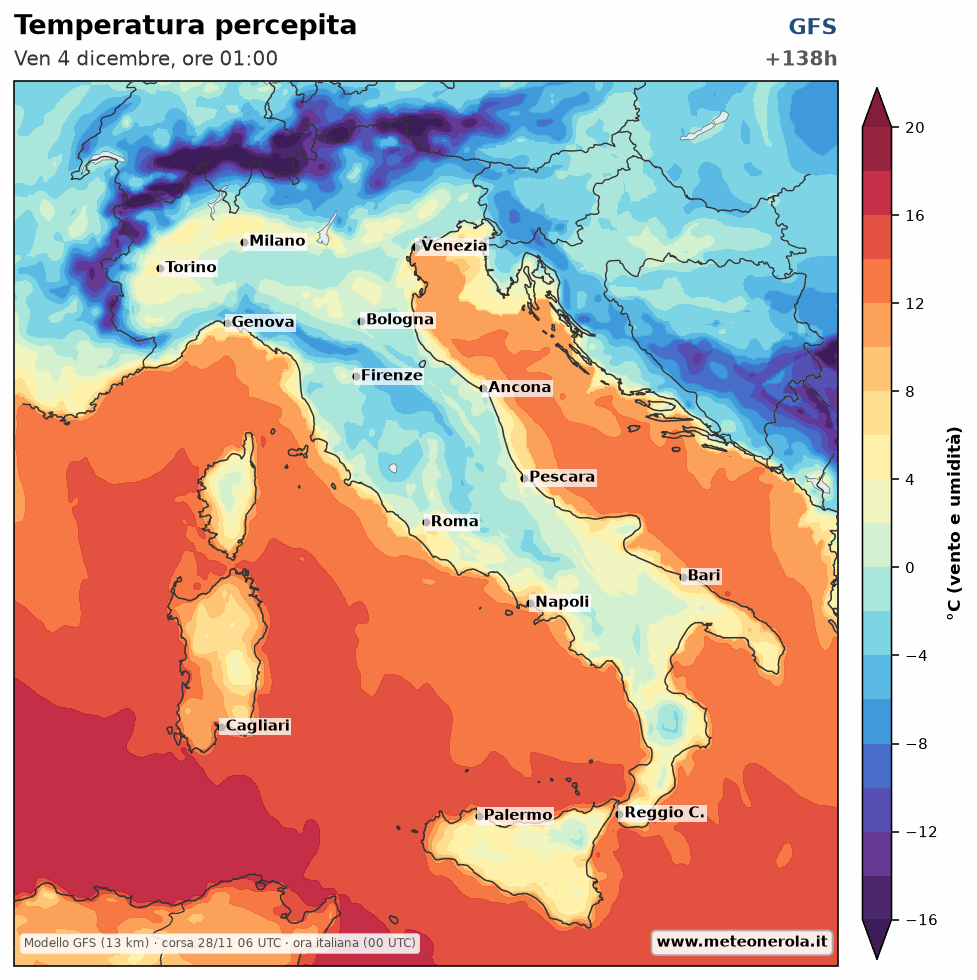 Temperatura percepita
GFS
Ven 4 dicembre, ore 01:00
+138h
Milano
Venezia
Torino
Genova
Bologna
Firenze
Ancona
Pescara
Roma
Bari
Napoli
Cagliari
Palermo
Reggio C.
20
16
12
8
4
0
−4
−8
−12
−16
°C (vento e umidità)
Modello GFS (13 km) · corsa 28/11 06 UTC · ora italiana (00 UTC)
www.meteonerola.it